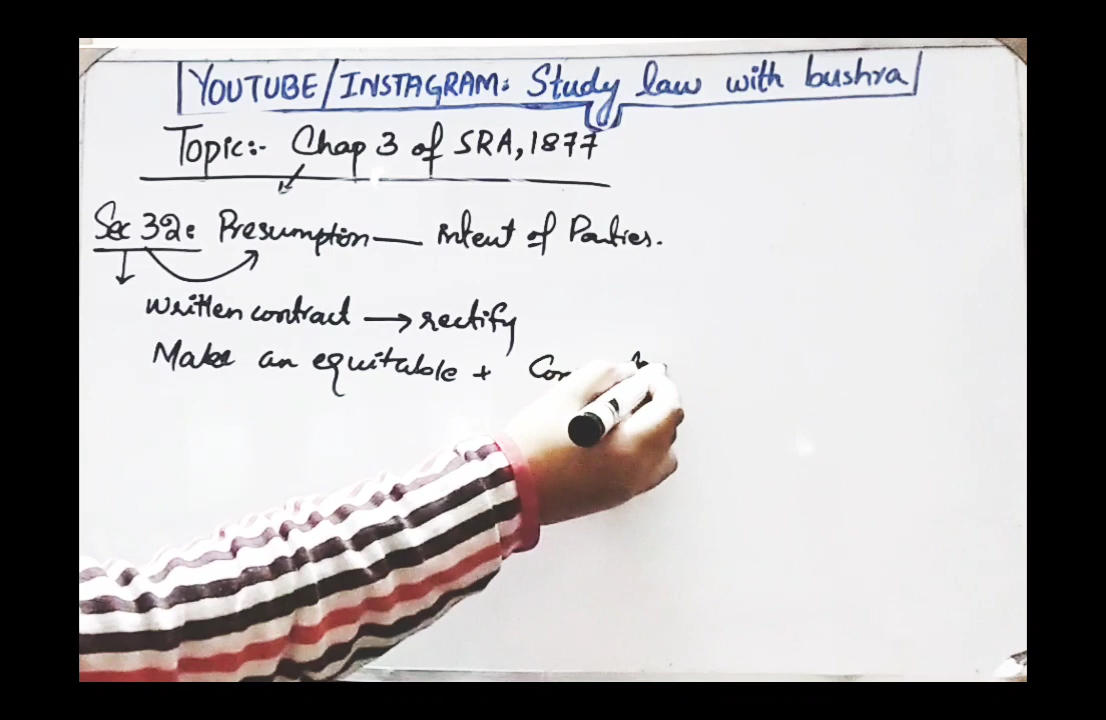 YOUTUBE/INSTAGRAM: Study law with bushra
Topic:- Chap 3 of SRA, 1877
Sec 32: Presumption — intent of Parties.
written contract → rectify
Make an equitable +